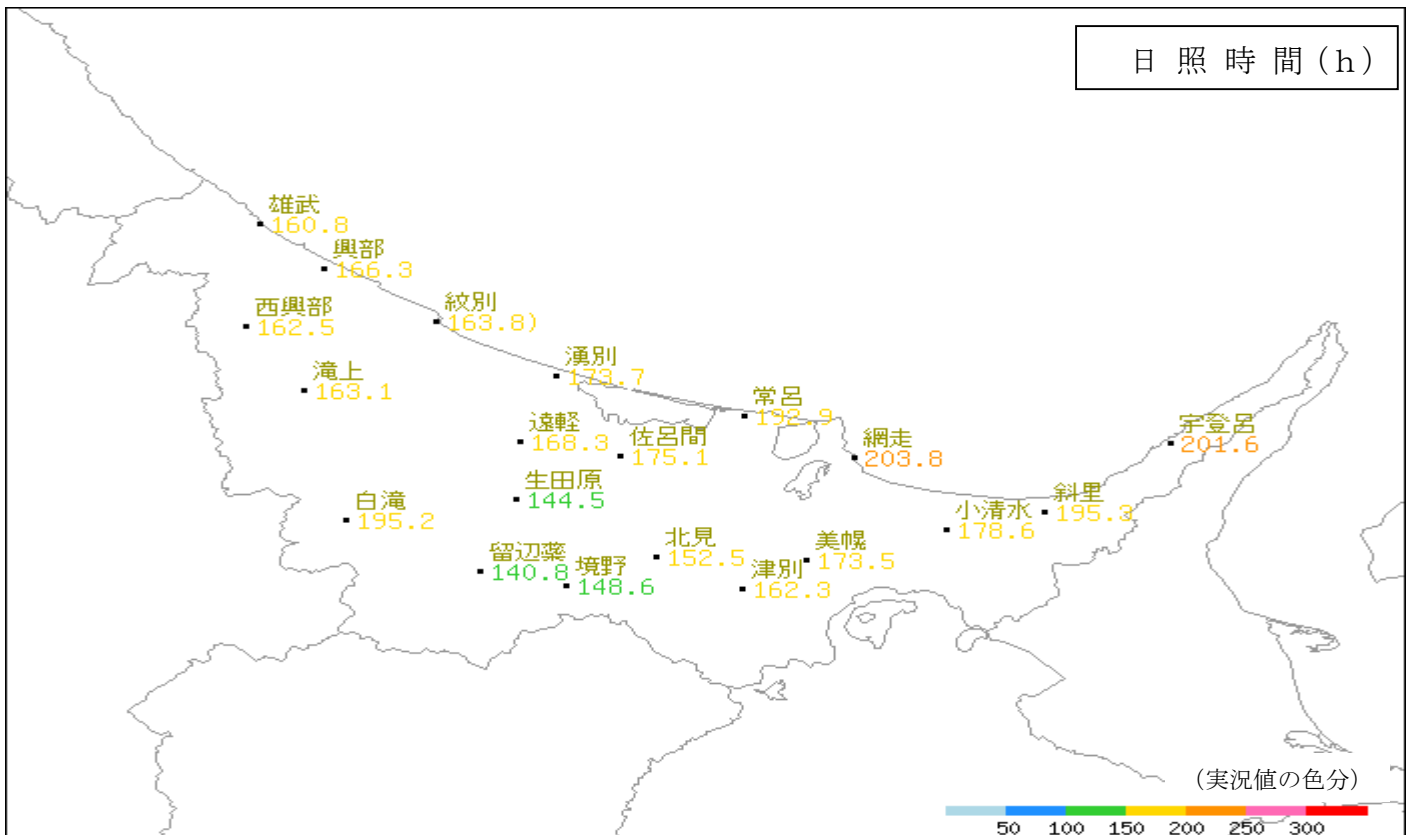 日 照 時 間 (h)
雄武
160.8
興部
166.3
西興部
162.5
紋別
163.8)
滝上
163.1
湧別
173.7
常呂
192.9
遠軽
168.3
佐呂間
175.1
網走
203.8
宇登呂
201.6
生田原
144.5
白滝
195.2
斜里
195.3
小清水
178.6
留辺蘂
140.8
境野
148.6
北見
152.5
津別
162.3
美幌
173.5
(実況値の色分)
50 100 150 200 250 300